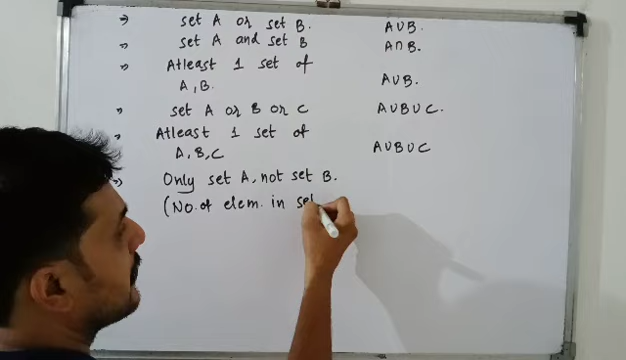 → set A or set B. A∪B.
→ set A and set B A∩B.
→ Atleast 1 set of
A, B. A∪B.
→ set A or B or C A∪B∪C.
→ Atleast 1 set of
A, B, C A∪B∪C
→ Only set A, not set B.
(No. of elem. in set